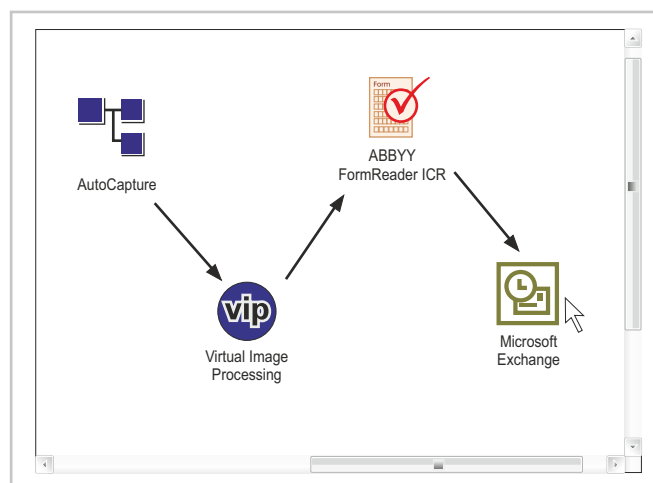 AutoCapture
vip
Virtual Image
Processing
Form
ABBYY
FormReader ICR
Microsoft
Exchange